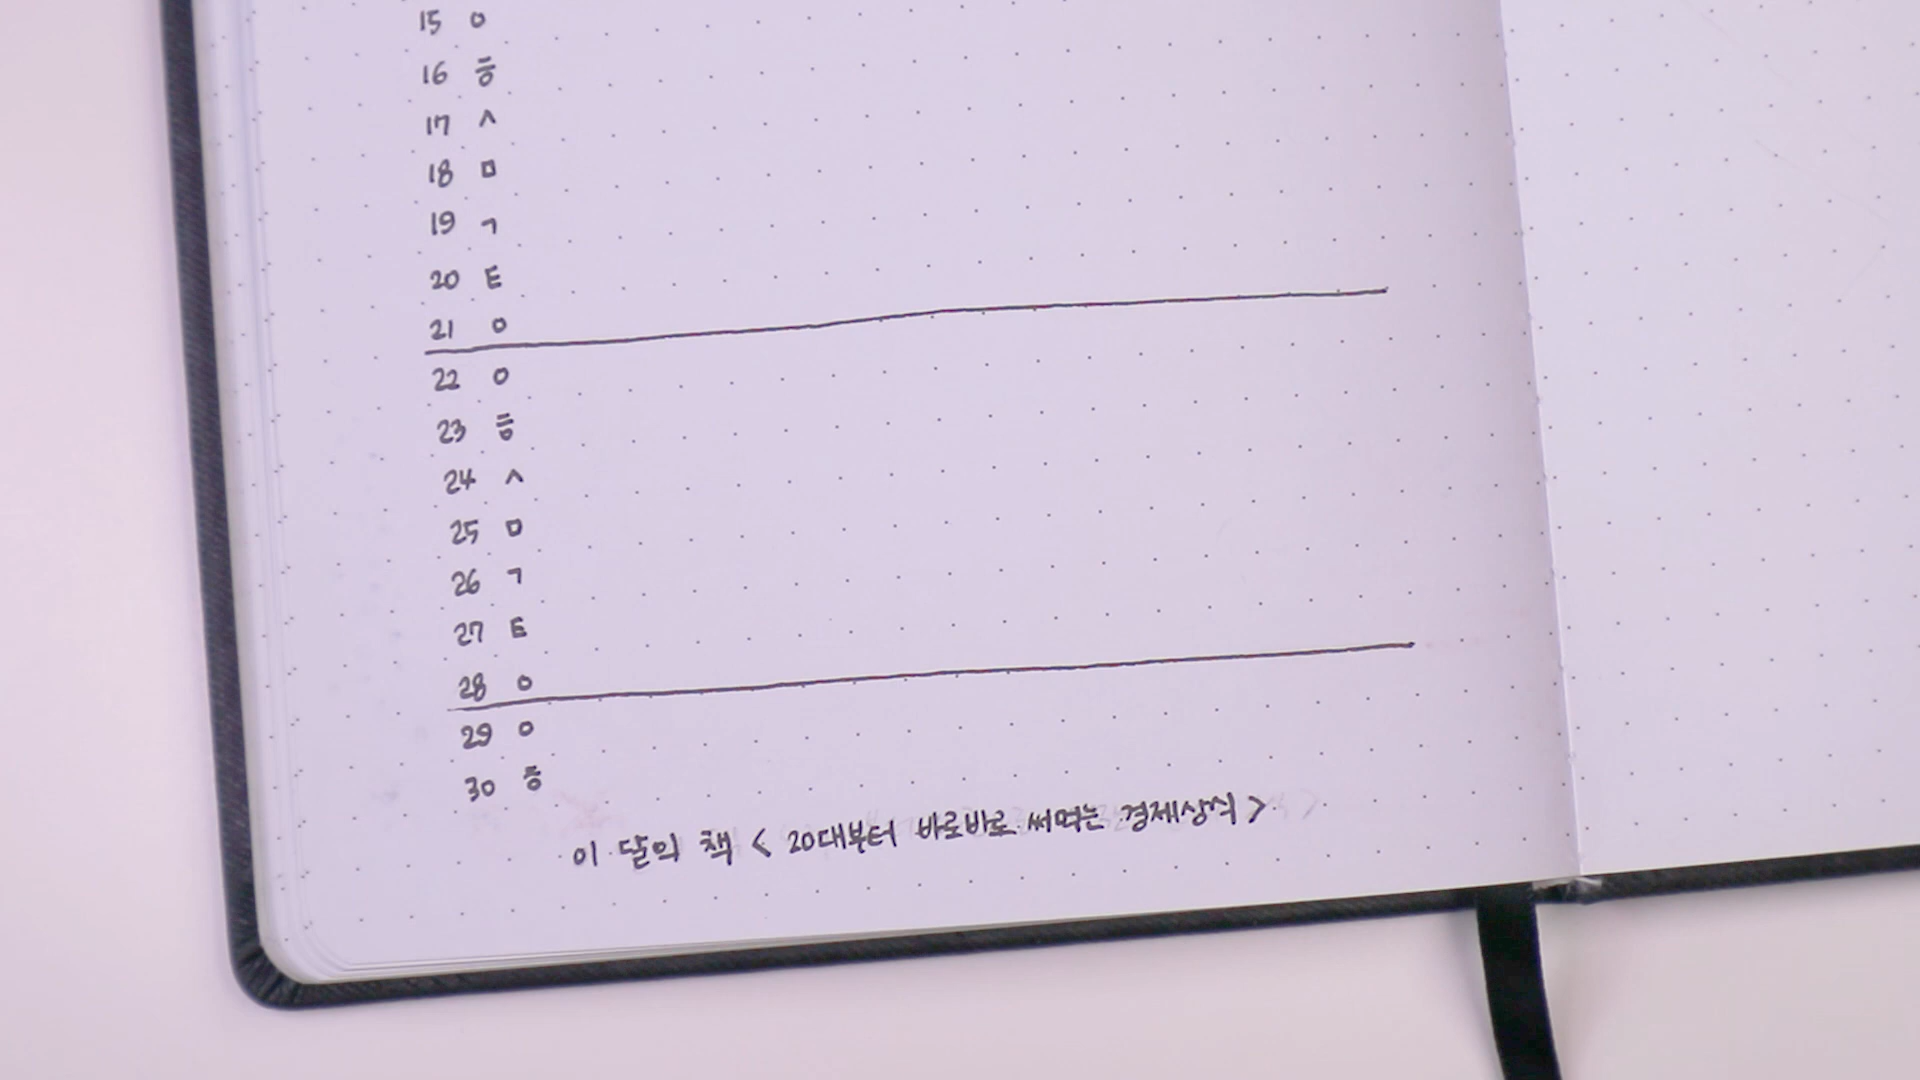 15 ㅇ
16 ㅎ
17 ㅅ
18 ㅁ
19 ㄱ
20 ㅌ
21 ㅇ
22 ㅇ
23 ㅎ
24 ㅅ
25 ㅁ
26 ㄱ
27 ㅌ
28 ㅇ
29 ㅇ
30 ㅎ
이 달의 책 < 20대부터 바로바로 써먹는 경제상식 >